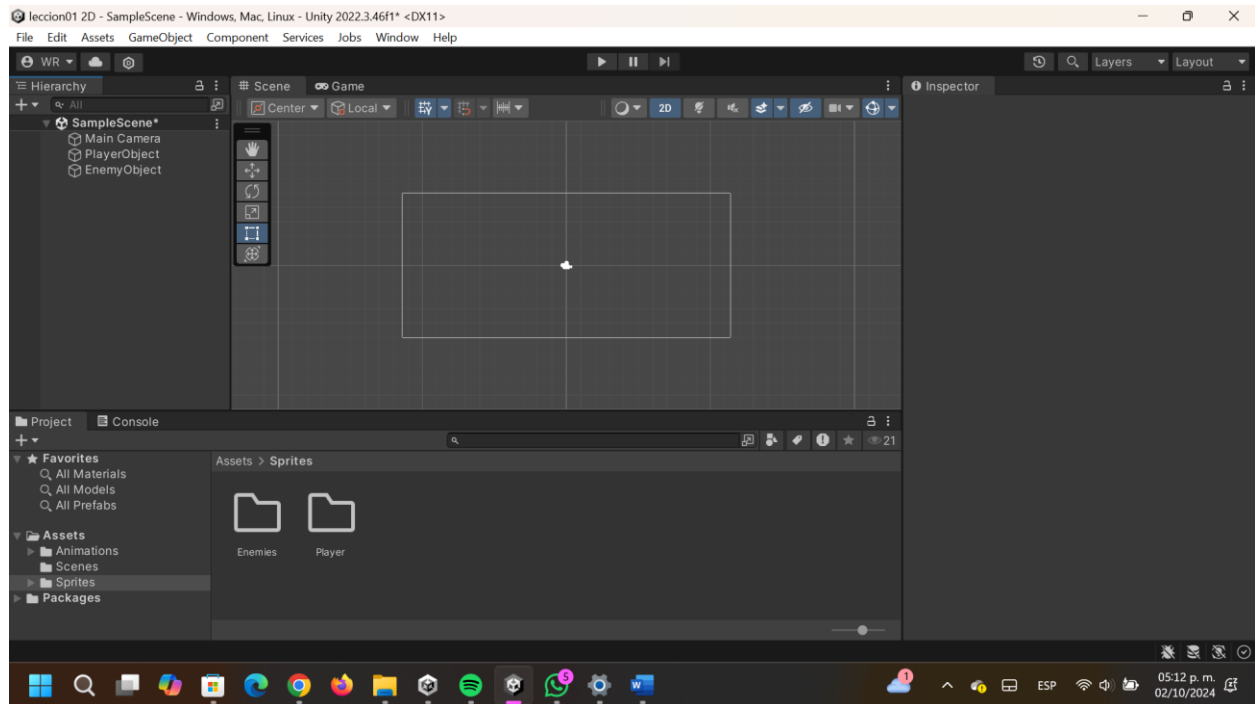 leccion01 2D - SampleScene - Windows, Mac, Linux - Unity 2022.3.46f1* <DX11>
File Edit Assets GameObject Component Services Jobs Window Help
WR
Layers Layout
Hierarchy
All
SampleScene*
Main Camera
PlayerObject
EnemyObject
Scene Game
Center Local 2D
Inspector
Project Console
21
Favorites
All Materials
All Models
All Prefabs
Assets
Animations
Scenes
Sprites
Packages
Assets > Sprites
Enemies Player
5
1
ESP
05:12 p. m.
02/10/2024